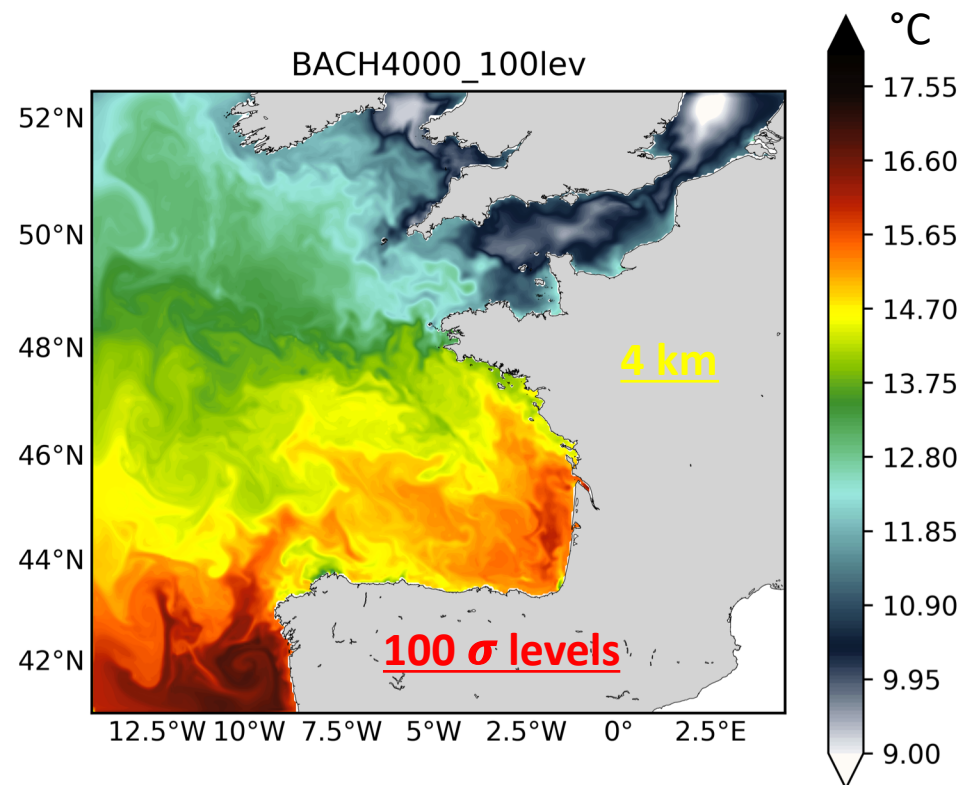 °C
BACH4000_100lev
52°N
50°N
48°N
46°N
44°N
42°N
12.5°W 10°W 7.5°W 5°W 2.5°W 0° 2.5°E
4 km
100 σ levels
17.55
16.60
15.65
14.70
13.75
12.80
11.85
10.90
9.95
9.00